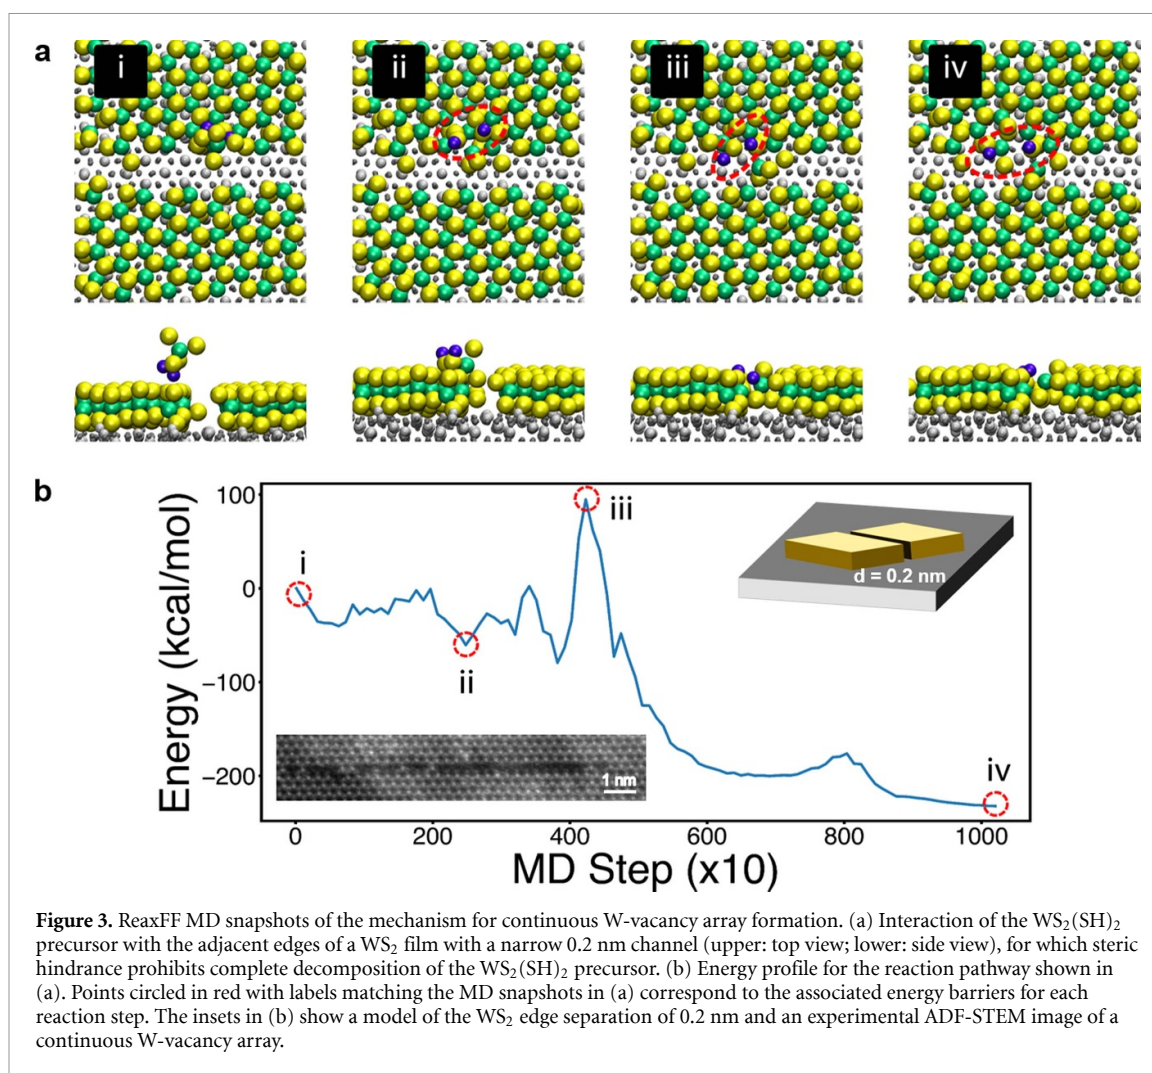 a
i
ii
iii
iv
b
Energy (kcal/mol)
100
0
−100
−200
i
ii
iii
iv
d = 0.2 nm
1 nm
0
200
400
600
800
1000
MD Step (x10)
Figure 3. ReaxFF MD snapshots of the mechanism for continuous W-vacancy array formation. (a) Interaction of the WS₂(SH)₂
precursor with the adjacent edges of a WS₂ film with a narrow 0.2 nm channel (upper: top view; lower: side view), for which steric
hindrance prohibits complete decomposition of the WS₂(SH)₂ precursor. (b) Energy profile for the reaction pathway shown in
(a). Points circled in red with labels matching the MD snapshots in (a) correspond to the associated energy barriers for each
reaction step. The insets in (b) show a model of the WS₂ edge separation of 0.2 nm and an experimental ADF-STEM image of a
continuous W-vacancy array.